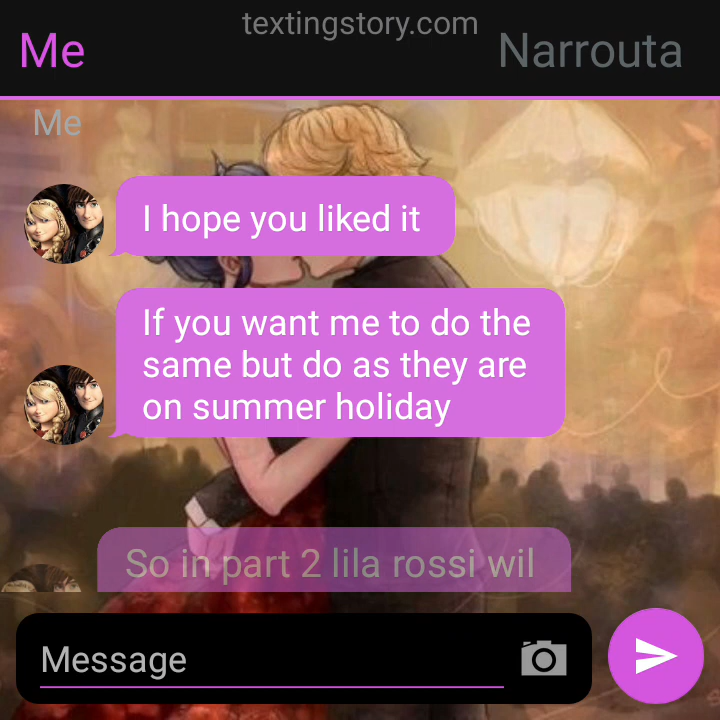 textingstory.com
Me
Narrouta
Me
I hope you liked it
If you want me to do the
same but do as they are
on summer holiday
So in part 2 lila rossi wil
Message